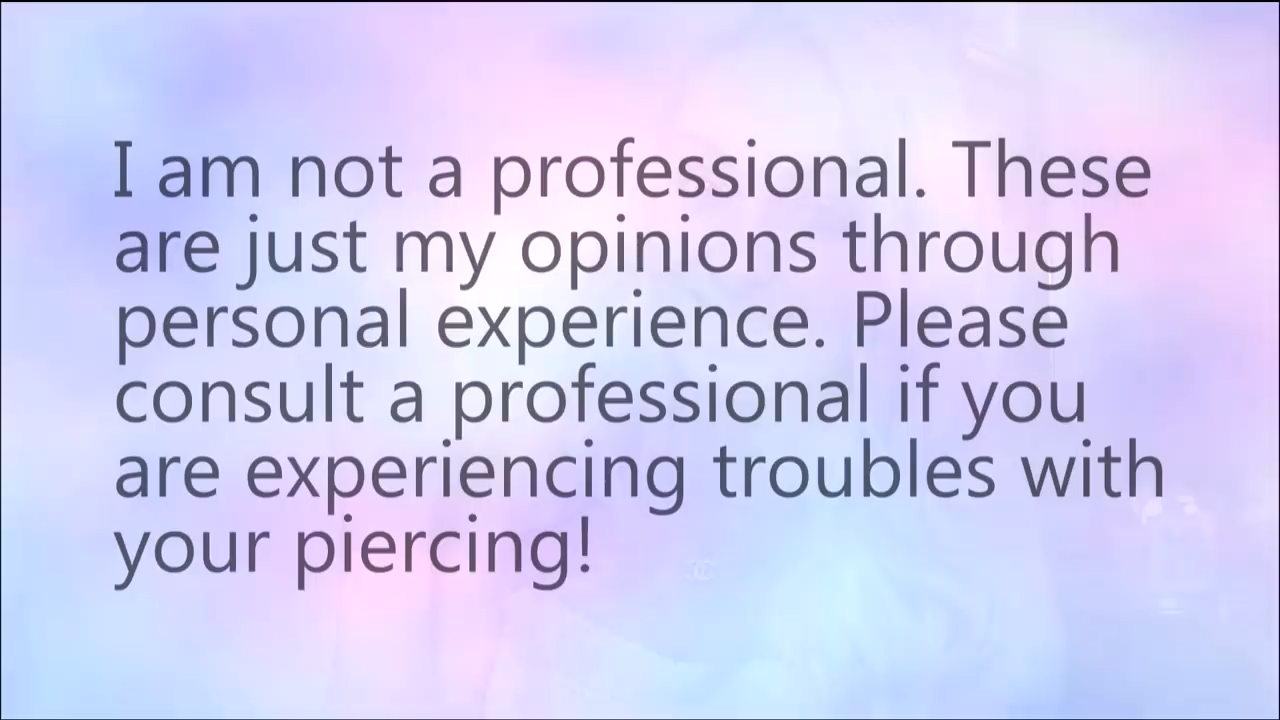 I am not a professional. These
are just my opinions through
personal experience. Please
consult a professional if you
are experiencing troubles with
your piercing!